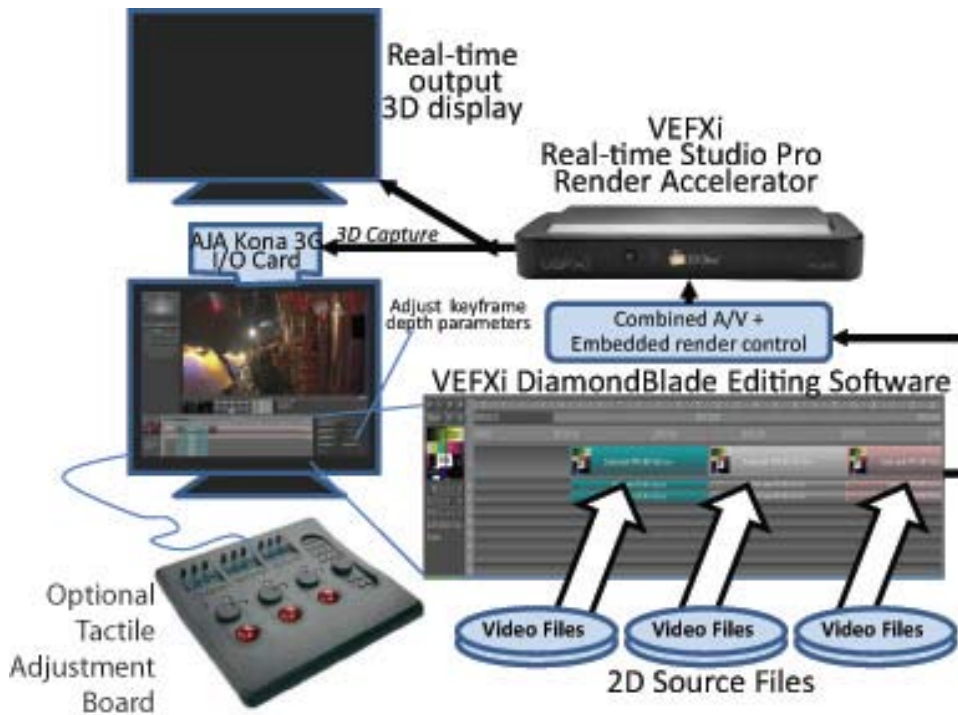 Real-time
output
3D display
VEFXi
Real-time Studio Pro
Render Accelerator
AJA Kona 3G
I/O Card
3D Capture
Adjust keyframe
depth parameters
Combined A/V +
Embedded render control
VEFXi DiamondBlade Editing Software
Optional
Tactile
Adjustment
Board
Video Files
Video Files
Video Files
2D Source Files